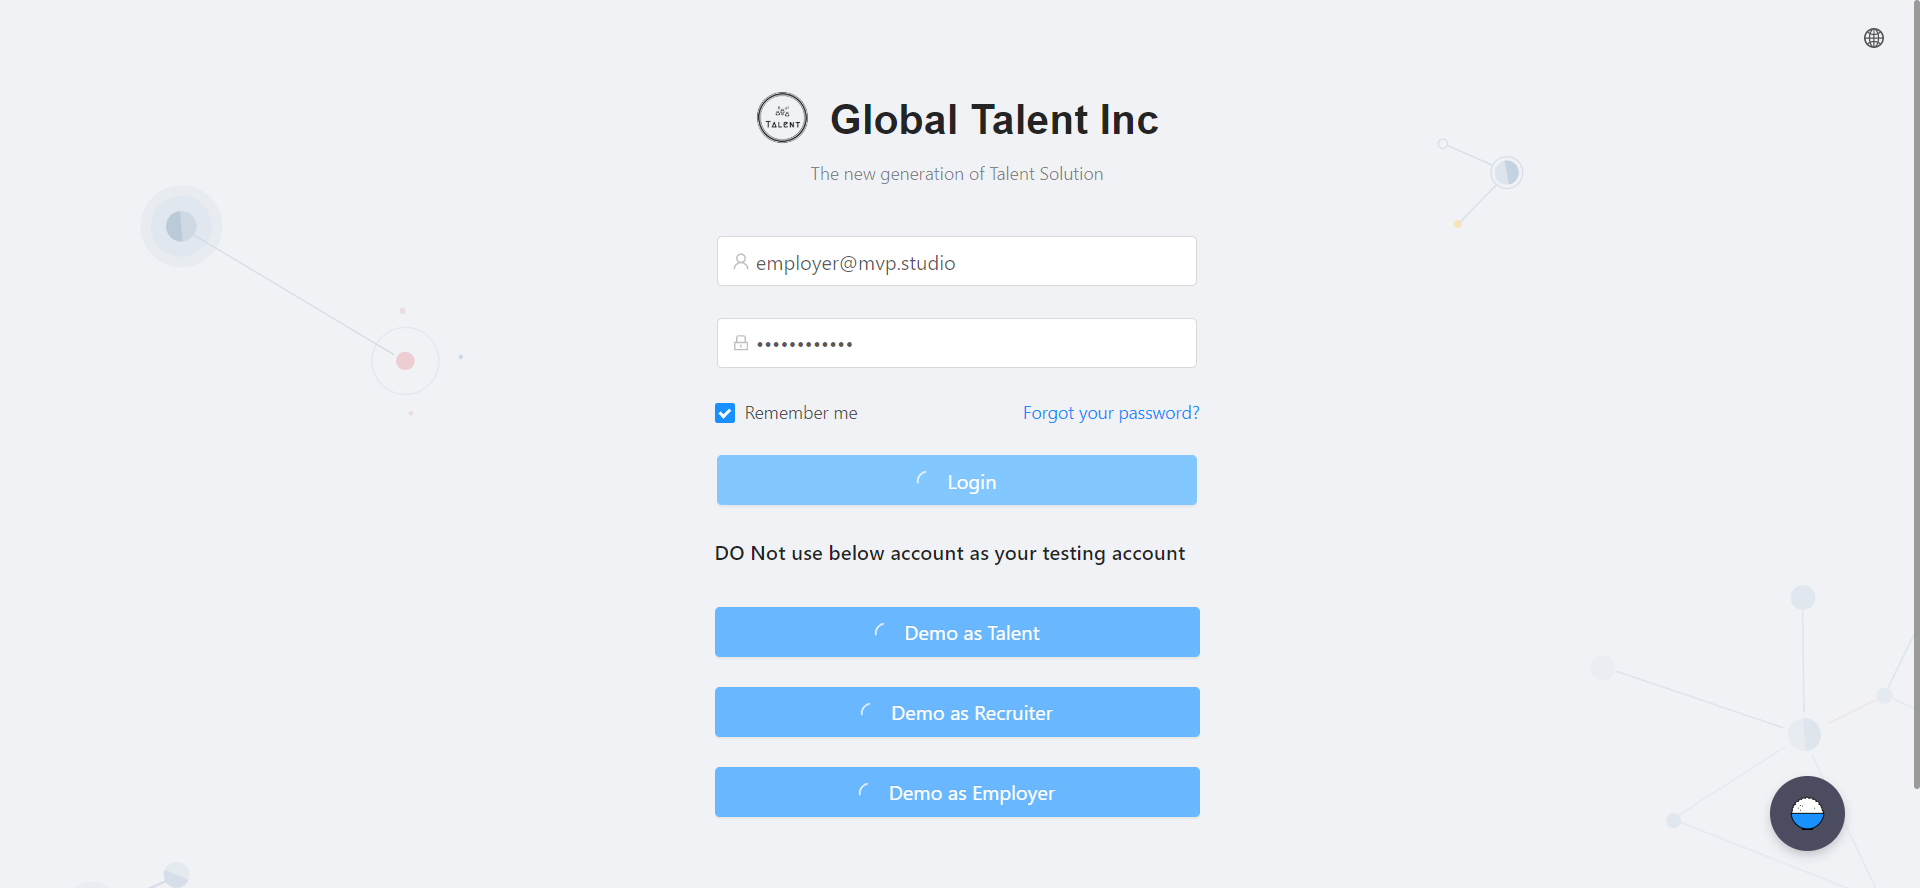 TALENT
Global Talent Inc
The new generation of Talent Solution
employer@mvp.studio
••••••••••••
Remember me
Forgot your password?
Login
DO Not use below account as your testing account
Demo as Talent
Demo as Recruiter
Demo as Employer